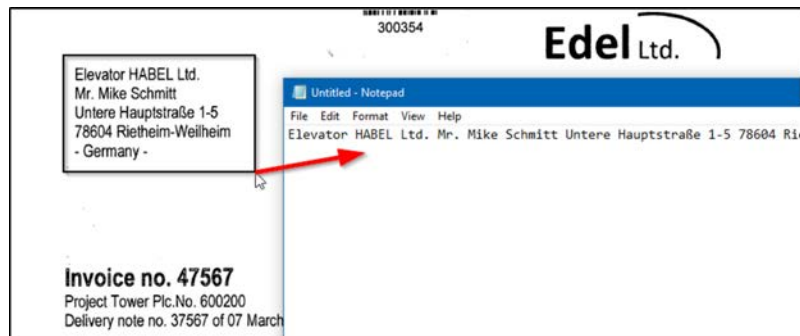 300354
Edel Ltd.
Elevator HABEL Ltd.
Mr. Mike Schmitt
Untere Hauptstraße 1-5
78604 Rietheim-Weilheim
- Germany -
Untitled - Notepad
File Edit Format View Help
Elevator HABEL Ltd. Mr. Mike Schmitt Untere Hauptstraße 1-5 78604 Rie
Invoice no. 47567
Project Tower Plc.No. 600200
Delivery note no. 37567 of 07 March